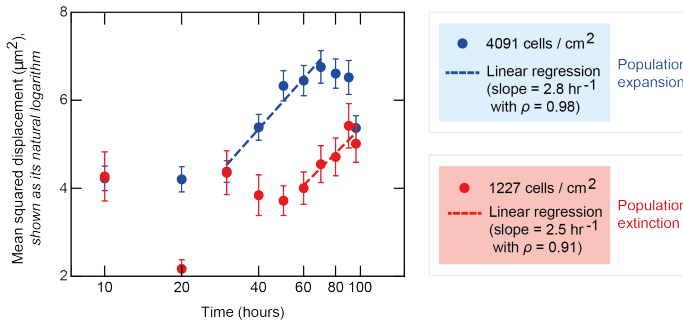 Mean squared displacement (μm²),
shown as its natural logarithm
8
6
4
2
10
20
40
60
80
100
Time (hours)
4091 cells / cm²
Linear regression
(slope = 2.8 hr⁻¹
with ρ = 0.98)
Population
expansion
1227 cells / cm²
Linear regression
(slope = 2.5 hr⁻¹
with ρ = 0.91)
Population
extinction